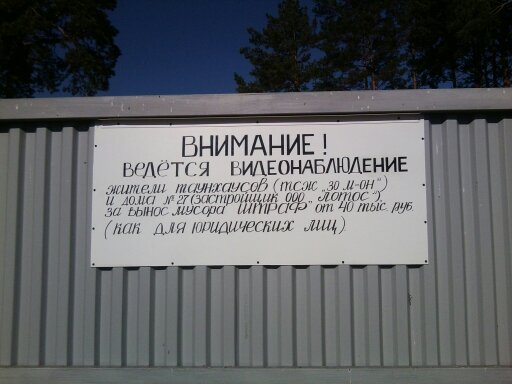 ВНИМАНИЕ!
ВЕДЁТСЯ ВИДЕОНАБЛЮДЕНИЕ
жители таунхаусов (тсж „30 м-он")
и дома № 27 (застройщик ООО „Лотос"),
за вынос мусора ШТРАФ от 40 тыс. руб.
(как для юридических лиц)